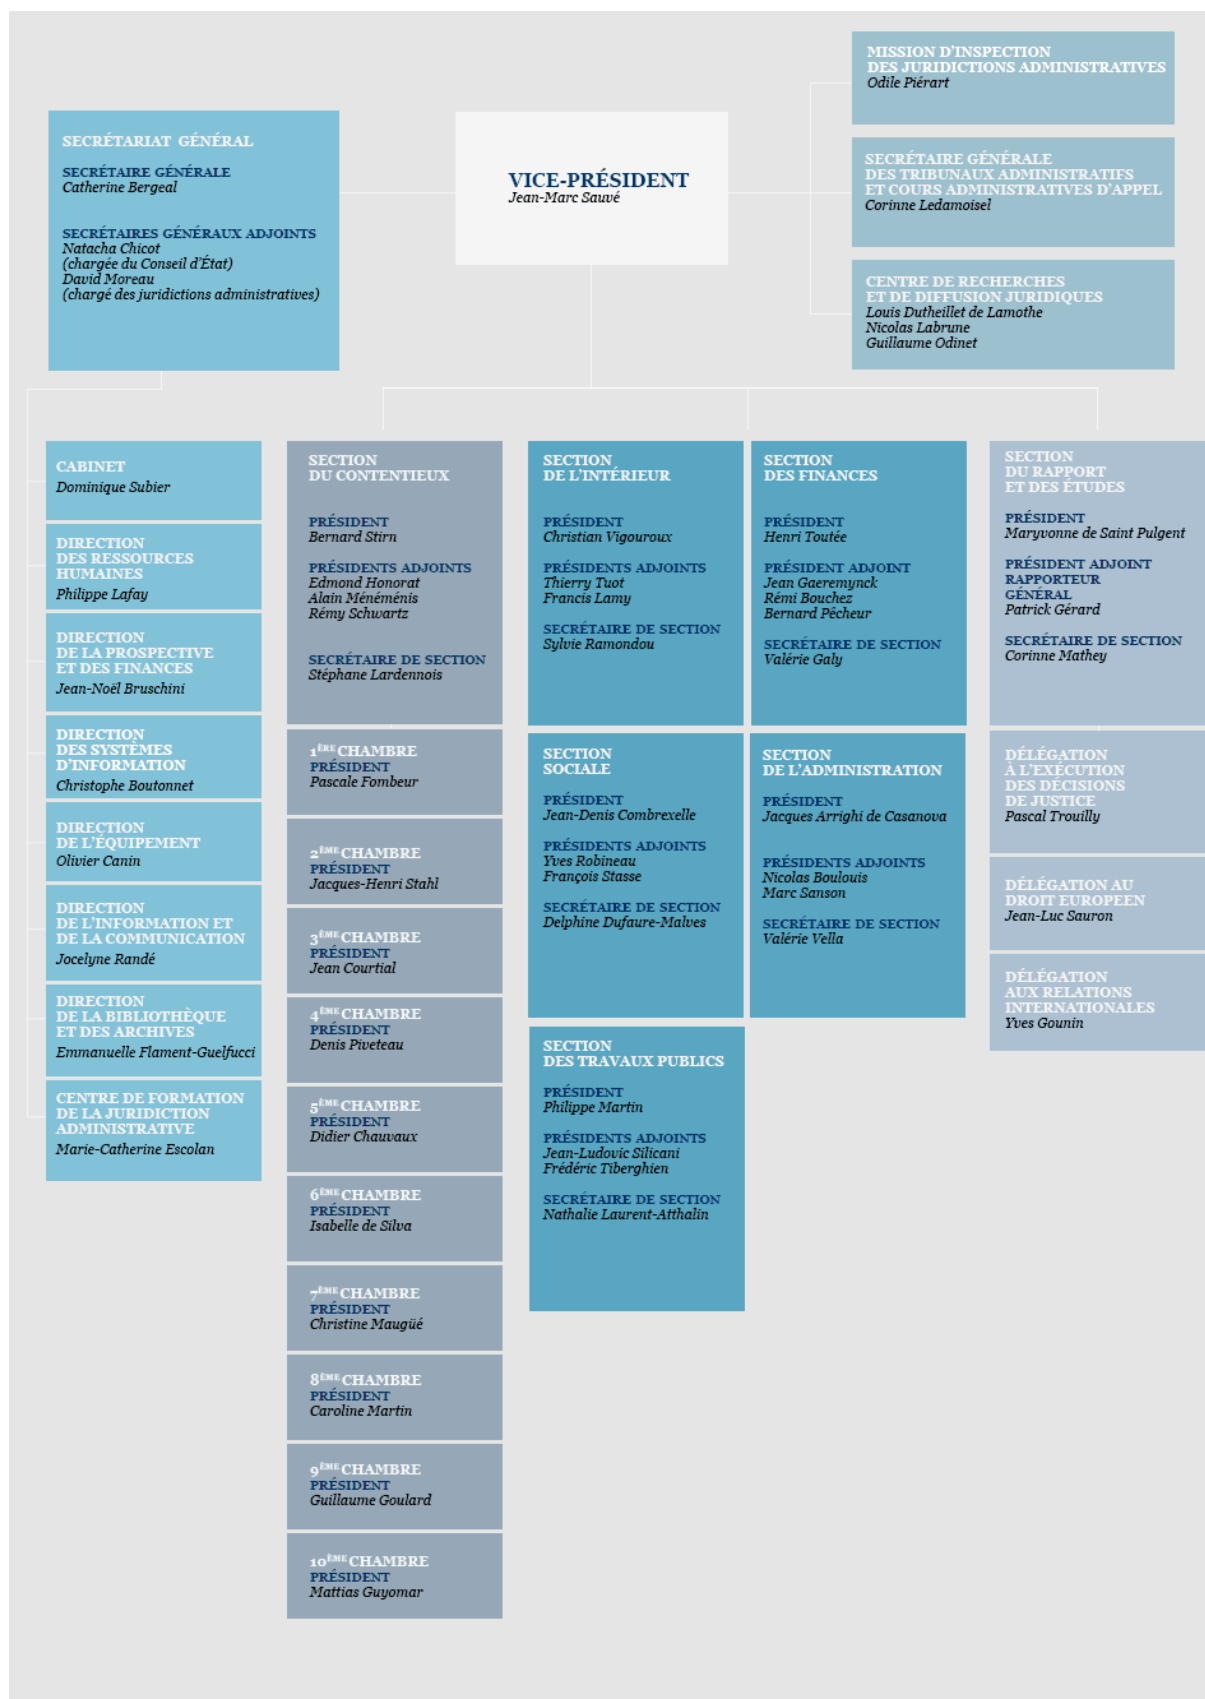 MISSION D'INSPECTION
DES JURIDICTIONS ADMINISTRATIVES
Odile Piérart
SECRÉTARIAT GÉNÉRAL
SECRÉTAIRE GÉNÉRALE
Catherine Bergeal
SECRÉTAIRES GÉNÉRAUX ADJOINTS
Natacha Chicot
(chargée du Conseil d'État)
David Moreau
(chargé des juridictions administratives)
VICE-PRÉSIDENT
Jean-Marc Sauvé
SECRÉTAIRE GÉNÉRALE
DES TRIBUNAUX ADMINISTRATIFS
ET COURS ADMINISTRATIVES D'APPEL
Corinne Ledamoisel
CENTRE DE RECHERCHES
ET DE DIFFUSION JURIDIQUES
Louis Dutheillet de Lamothe
Nicolas Labrune
Guillaume Odinet
CABINET
Dominique Subier
DIRECTION
DES RESSOURCES
HUMAINES
Philippe Lafay
DIRECTION
DE LA PROSPECTIVE
ET DES FINANCES
Jean-Noël Bruschini
DIRECTION
DES SYSTÈMES
D'INFORMATION
Christophe Boutonnet
DIRECTION
DE L'ÉQUIPEMENT
Olivier Canin
DIRECTION
DE L'INFORMATION ET
DE LA COMMUNICATION
Jocelyne Randé
DIRECTION
DE LA BIBLIOTHÈQUE
ET DES ARCHIVES
Emmanuelle Flament-Guelfucci
CENTRE DE FORMATION
DE LA JURIDICTION
ADMINISTRATIVE
Marie-Catherine Escolan
SECTION
DU CONTENTIEUX
PRÉSIDENT
Bernard Stirn
PRÉSIDENTS ADJOINTS
Edmond Honorat
Alain Ménéménis
Rémy Schwartz
SECRÉTAIRE DE SECTION
Stéphane Lardennois
1ÈRE CHAMBRE
PRÉSIDENT
Pascale Fombeur
2ÈME CHAMBRE
PRÉSIDENT
Jacques-Henri Stahl
3ÈME CHAMBRE
PRÉSIDENT
Jean Courtial
4ÈME CHAMBRE
PRÉSIDENT
Denis Piveteau
5ÈME CHAMBRE
PRÉSIDENT
Didier Chauvaux
6ÈME CHAMBRE
PRÉSIDENT
Isabelle de Silva
7ÈME CHAMBRE
PRÉSIDENT
Christine Maugüé
8ÈME CHAMBRE
PRÉSIDENT
Caroline Martin
9ÈME CHAMBRE
PRÉSIDENT
Guillaume Goulard
10ÈME CHAMBRE
PRÉSIDENT
Mattias Guyomar
SECTION
DE L'INTÉRIEUR
PRÉSIDENT
Christian Vigouroux
PRÉSIDENTS ADJOINTS
Thierry Tuot
Francis Lamy
SECRÉTAIRE DE SECTION
Sylvie Ramondou
SECTION
DES FINANCES
PRÉSIDENT
Henri Toutée
PRÉSIDENT ADJOINT
Jean Gaeremynck
Rémi Bouchez
Bernard Pêcheur
SECRÉTAIRE DE SECTION
Valérie Galy
SECTION
SOCIALE
PRÉSIDENT
Jean-Denis Combrexelle
PRÉSIDENTS ADJOINTS
Yves Robineau
François Stasse
SECRÉTAIRE DE SECTION
Delphine Dufaure-Malves
SECTION
DE L'ADMINISTRATION
PRÉSIDENT
Jacques Arrighi de Casanova
PRÉSIDENTS ADJOINTS
Nicolas Boulouis
Marc Sanson
SECRÉTAIRE DE SECTION
Valérie Vella
SECTION
DES TRAVAUX PUBLICS
PRÉSIDENT
Philippe Martin
PRÉSIDENTS ADJOINTS
Jean-Ludovic Silicani
Frédéric Tiberghien
SECRÉTAIRE DE SECTION
Nathalie Laurent-Atthalin
SECTION
DU RAPPORT
ET DES ÉTUDES
PRÉSIDENT
Maryvonne de Saint Pulgent
PRÉSIDENT ADJOINT
RAPPORTEUR
GÉNÉRAL
Patrick Gérard
SECRÉTAIRE DE SECTION
Corinne Mathey
DÉLÉGATION
À L'EXÉCUTION
DES DÉCISIONS
DE JUSTICE
Pascal Trouilly
DÉLÉGATION AU
DROIT EUROPEEN
Jean-Luc Sauron
DÉLÉGATION
AUX RELATIONS
INTERNATIONALES
Yves Gounin